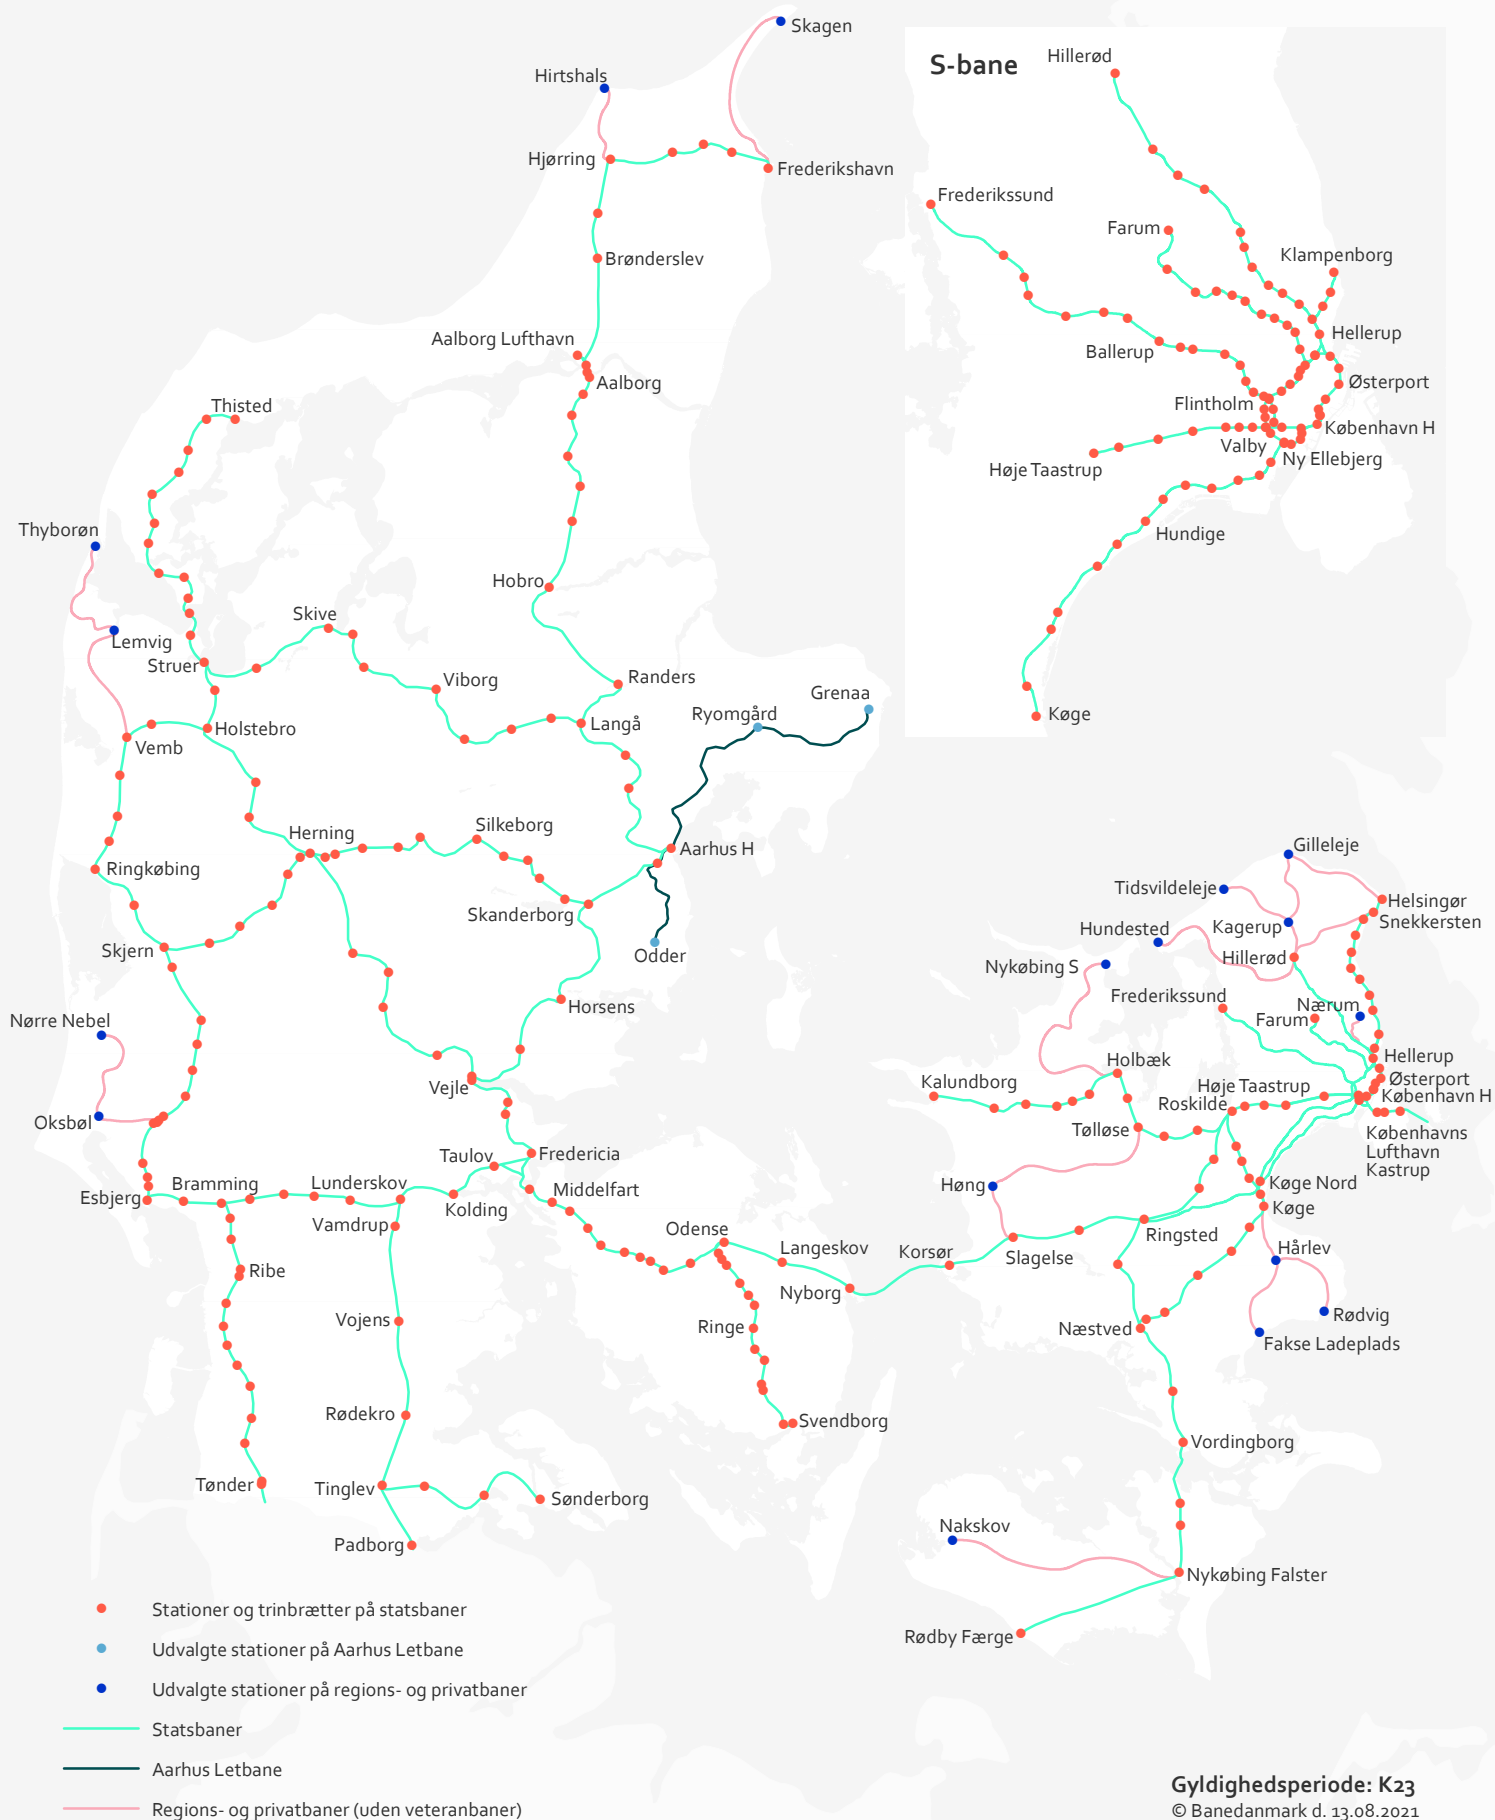 Skagen
Hirtshals
Hjørring
Frederikshavn
Brønderslev
Aalborg Lufthavn
Aalborg
Thisted
Thyborøn
Lemvig
Struer
Skive
Viborg
Hobro
Randers
Langå
Grenaa
Ryomgård
Holstebro
Vemb
Herning
Silkeborg
Aarhus H
Ringkøbing
Skanderborg
Odder
Skjern
Horsens
Nørre Nebel
Oksbøl
Vejle
Fredericia
Taulov
Esbjerg
Bramming
Lunderskov
Kolding
Middelfart
Vamdrup
Odense
Langeskov
Nyborg
Korsør
Ribe
Vojens
Ringe
Rødekro
Svendborg
Tønder
Tinglev
Sønderborg
Padborg
S-bane
Hillerød
Frederikssund
Farum
Klampenborg
Hellerup
Ballerup
Østerport
Flintholm
København H
Valby
Ny Ellebjerg
Høje Taastrup
Hundige
Køge
Gilleleje
Tidsvildeleje
Helsingør
Snekkersten
Kagerup
Hundested
Hillerød
Nykøbing S
Frederikssund
Nærum
Farum
Hellerup
Holbæk
Østerport
Kalundborg
Høje Taastrup
København H
Roskilde
Tølløse
Københavns
Lufthavn
Kastrup
Høng
Køge Nord
Køge
Ringsted
Slagelse
Hårlev
Rødvig
Næstved
Fakse Ladeplads
Vordingborg
Nakskov
Nykøbing Falster
Rødby Færge
Stationer og trinbrætter på statsbaner
Udvalgte stationer på Aarhus Letbane
Udvalgte stationer på regions- og privatbaner
Statsbaner
Aarhus Letbane
Regions- og privatbaner (uden veteranbaner)
Gyldighedsperiode: K23
© Banedanmark d. 13.08.2021